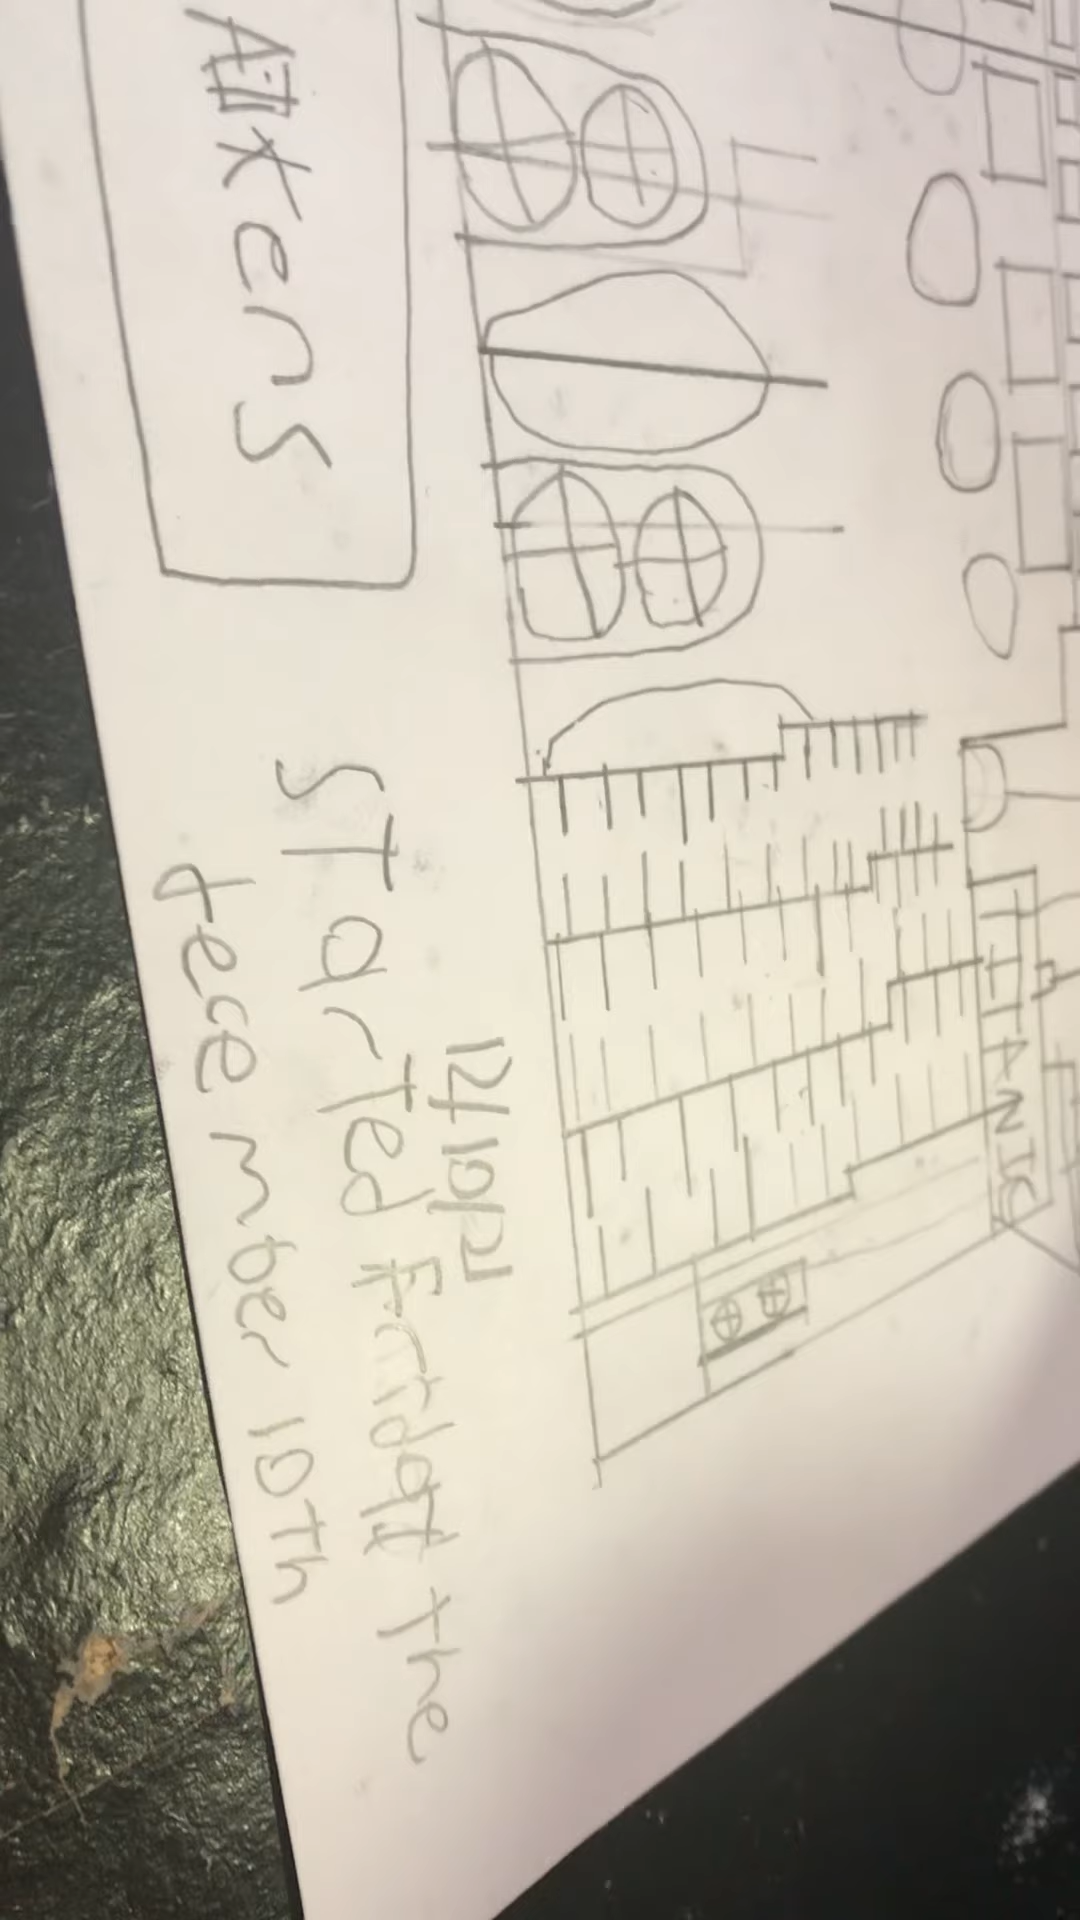 TITANIC
AIKenS
12/10/21
STarTed Friday the
december 10Th